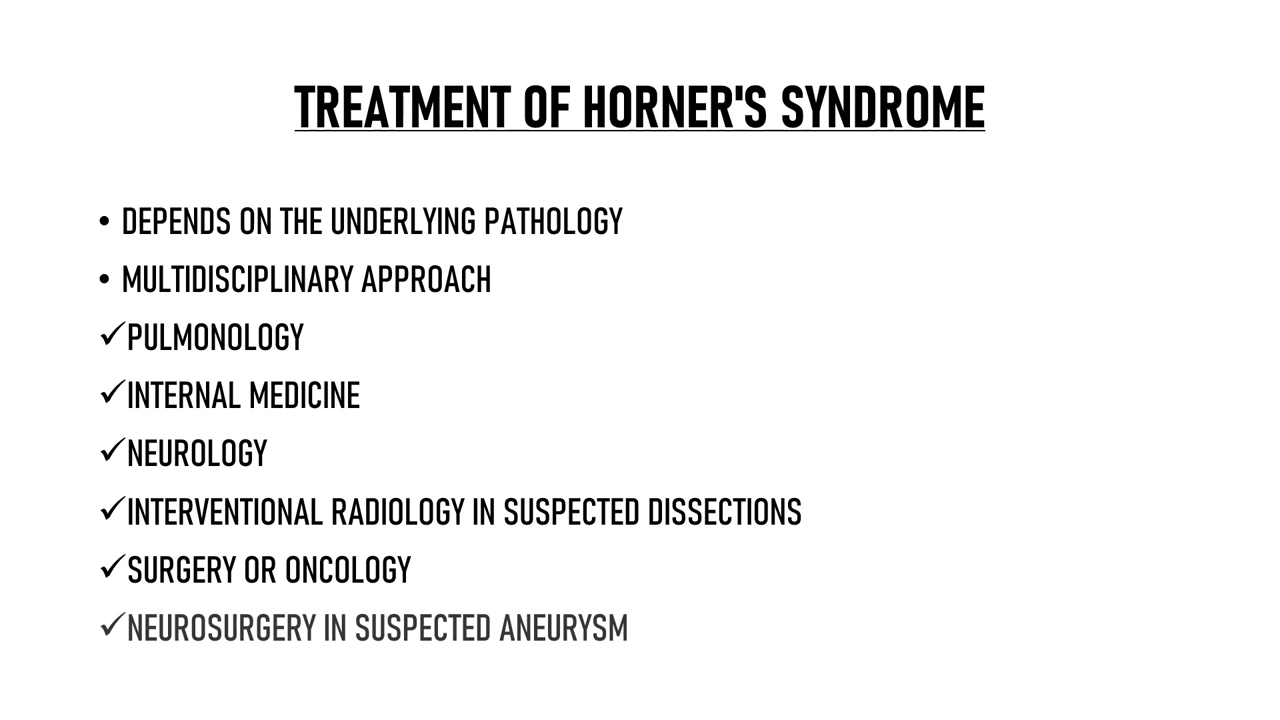 TREATMENT OF HORNER'S SYNDROME
• DEPENDS ON THE UNDERLYING PATHOLOGY
• MULTIDISCIPLINARY APPROACH
✓PULMONOLOGY
✓INTERNAL MEDICINE
✓NEUROLOGY
✓INTERVENTIONAL RADIOLOGY IN SUSPECTED DISSECTIONS
✓SURGERY OR ONCOLOGY
✓NEUROSURGERY IN SUSPECTED ANEURYSM